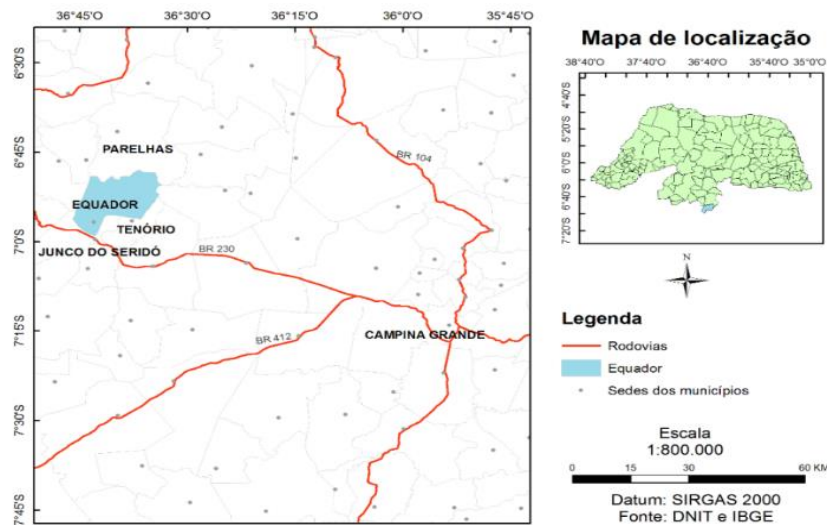 36°45'O 36°30'O 36°15'O 36°0'O 35°45'O
6°30'S
6°45'S
7°0'S
7°15'S
7°30'S
7°45'S
PARELHAS
EQUADOR
TENÓRIO
JUNCO DO SERIDÓ
BR 230
BR 104
BR 412
CAMPINA GRANDE
Mapa de localização
38°40'O 37°40'O 36°40'O 35°0'O
4°40'S
5°20'S
6°0'S
6°40'S
7°20'S
N
Legenda
Rodovias
Equador
Sedes dos municípios
Escala
1:800.000
0 15 30 60 KM
Datum: SIRGAS 2000
Fonte: DNIT e IBGE